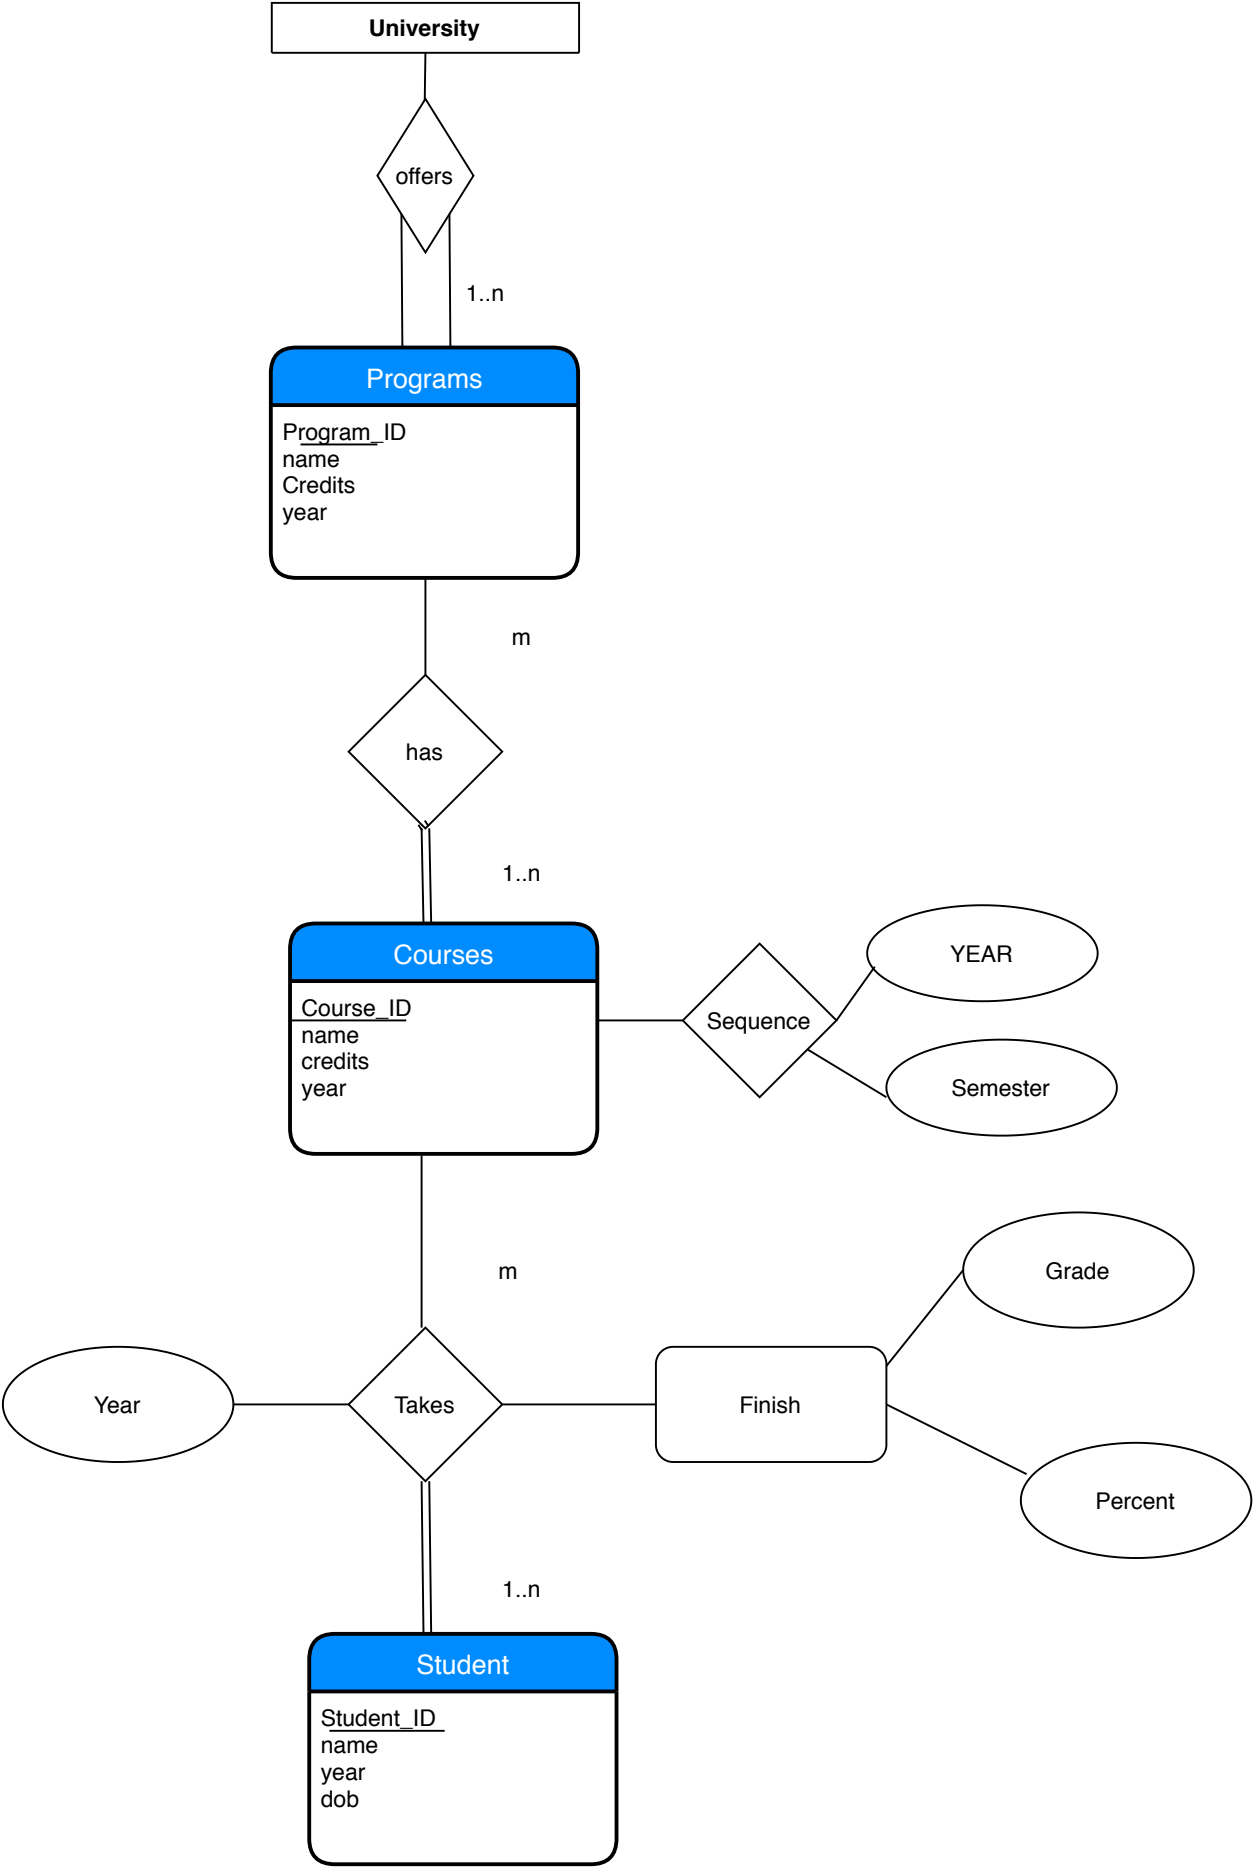 University
offers
1..n
Programs
Program_ID
name
Credits
year
m
has
1..n
Courses
Course_ID
name
credits
year
Sequence
YEAR
Semester
m
Grade
Year
Takes
Finish
Percent
1..n
Student
Student_ID
name
year
dob